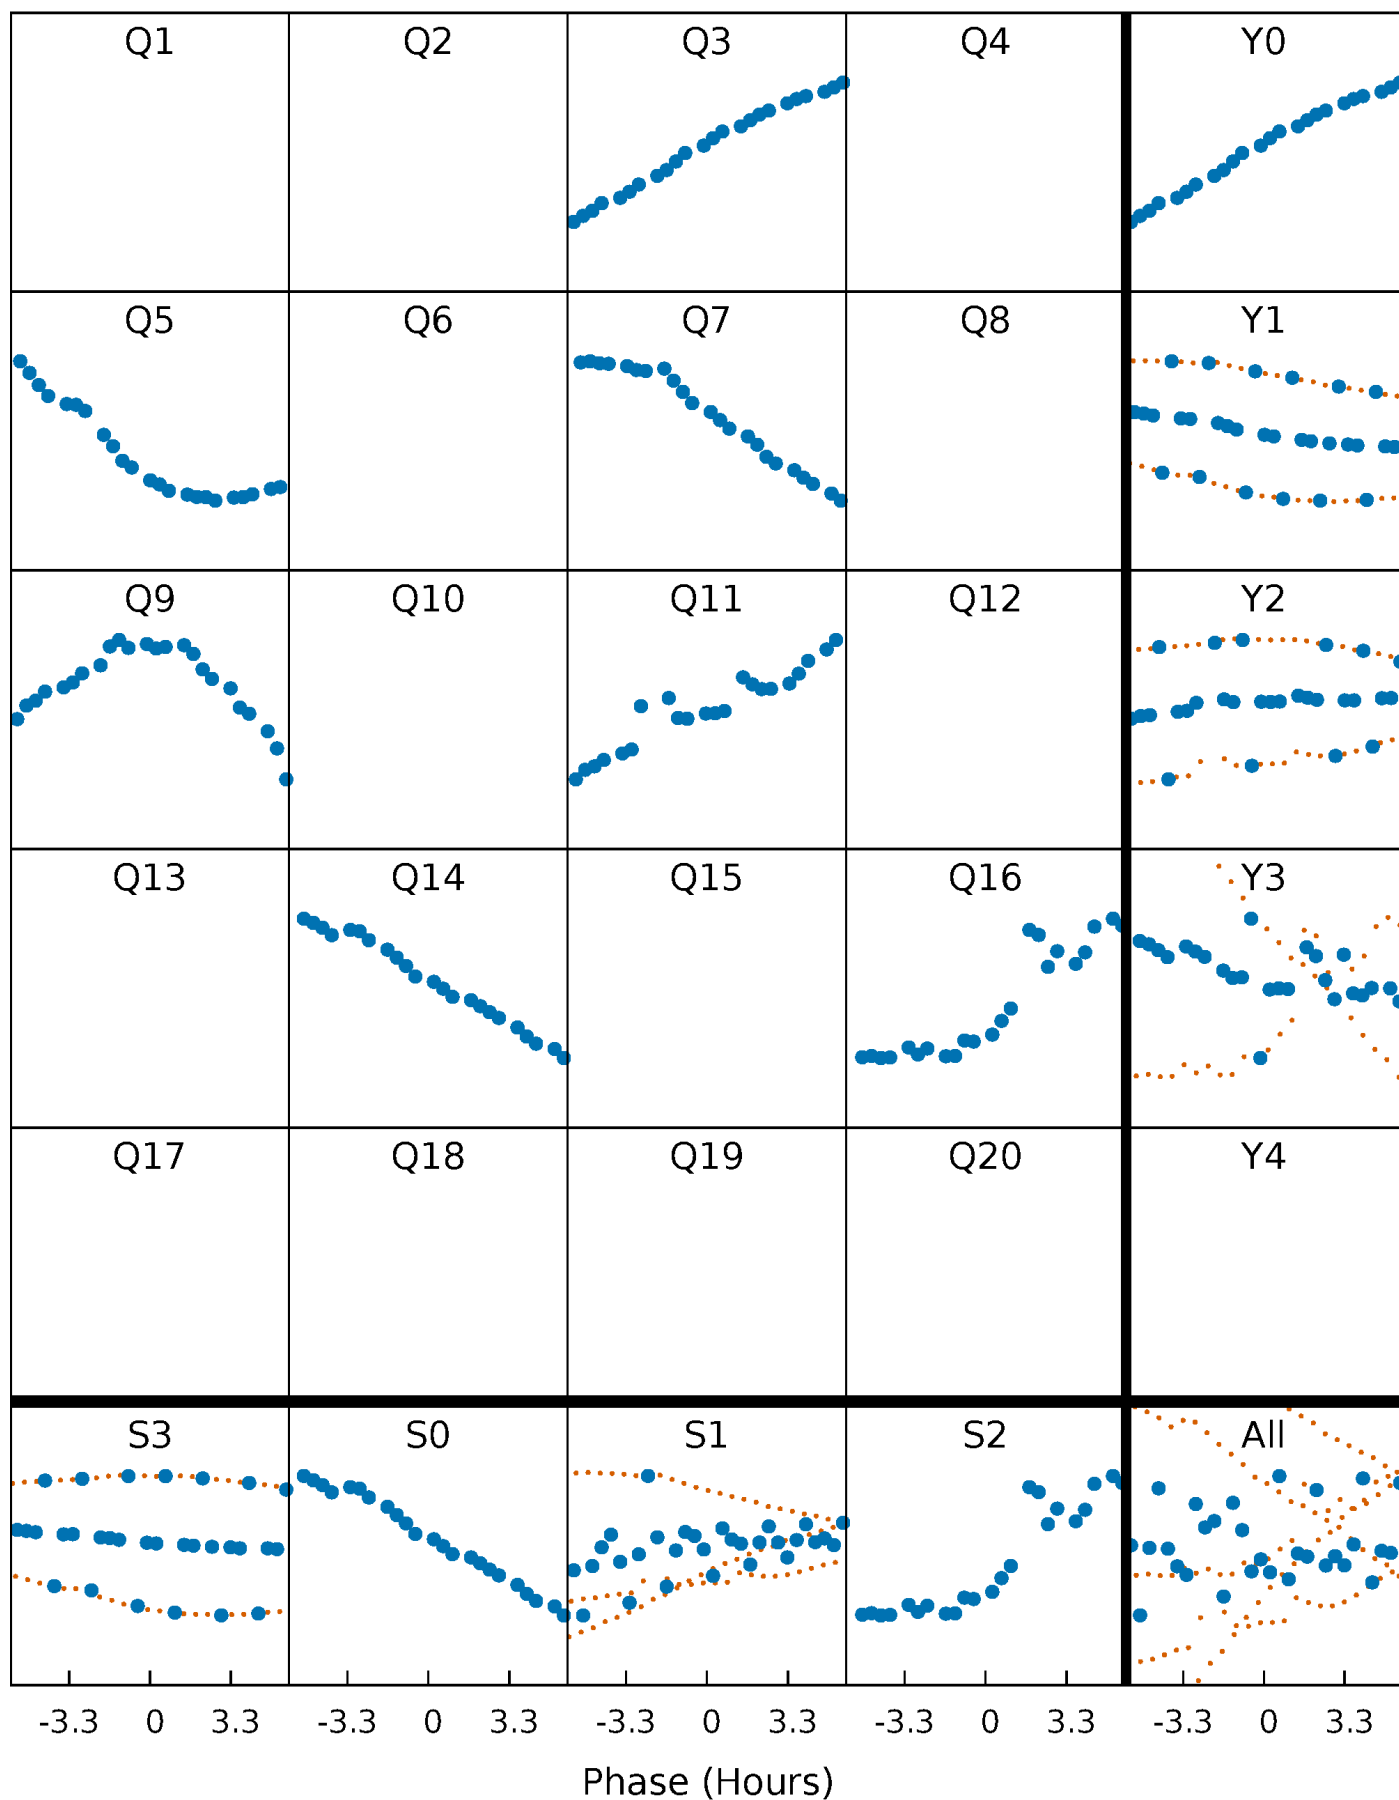 Q1 Q2 Q3 Q4 Y0
Q5 Q6 Q7 Q8 Y1
Q9 Q10 Q11 Q12 Y2
Q13 Q14 Q15 Q16 Y3
Q17 Q18 Q19 Q20 Y4
S3 S0 S1 S2 All
-3.3 0 3.3 -3.3 0 3.3 -3.3 0 3.3 -3.3 0 3.3 -3.3 0 3.3
Phase (Hours)